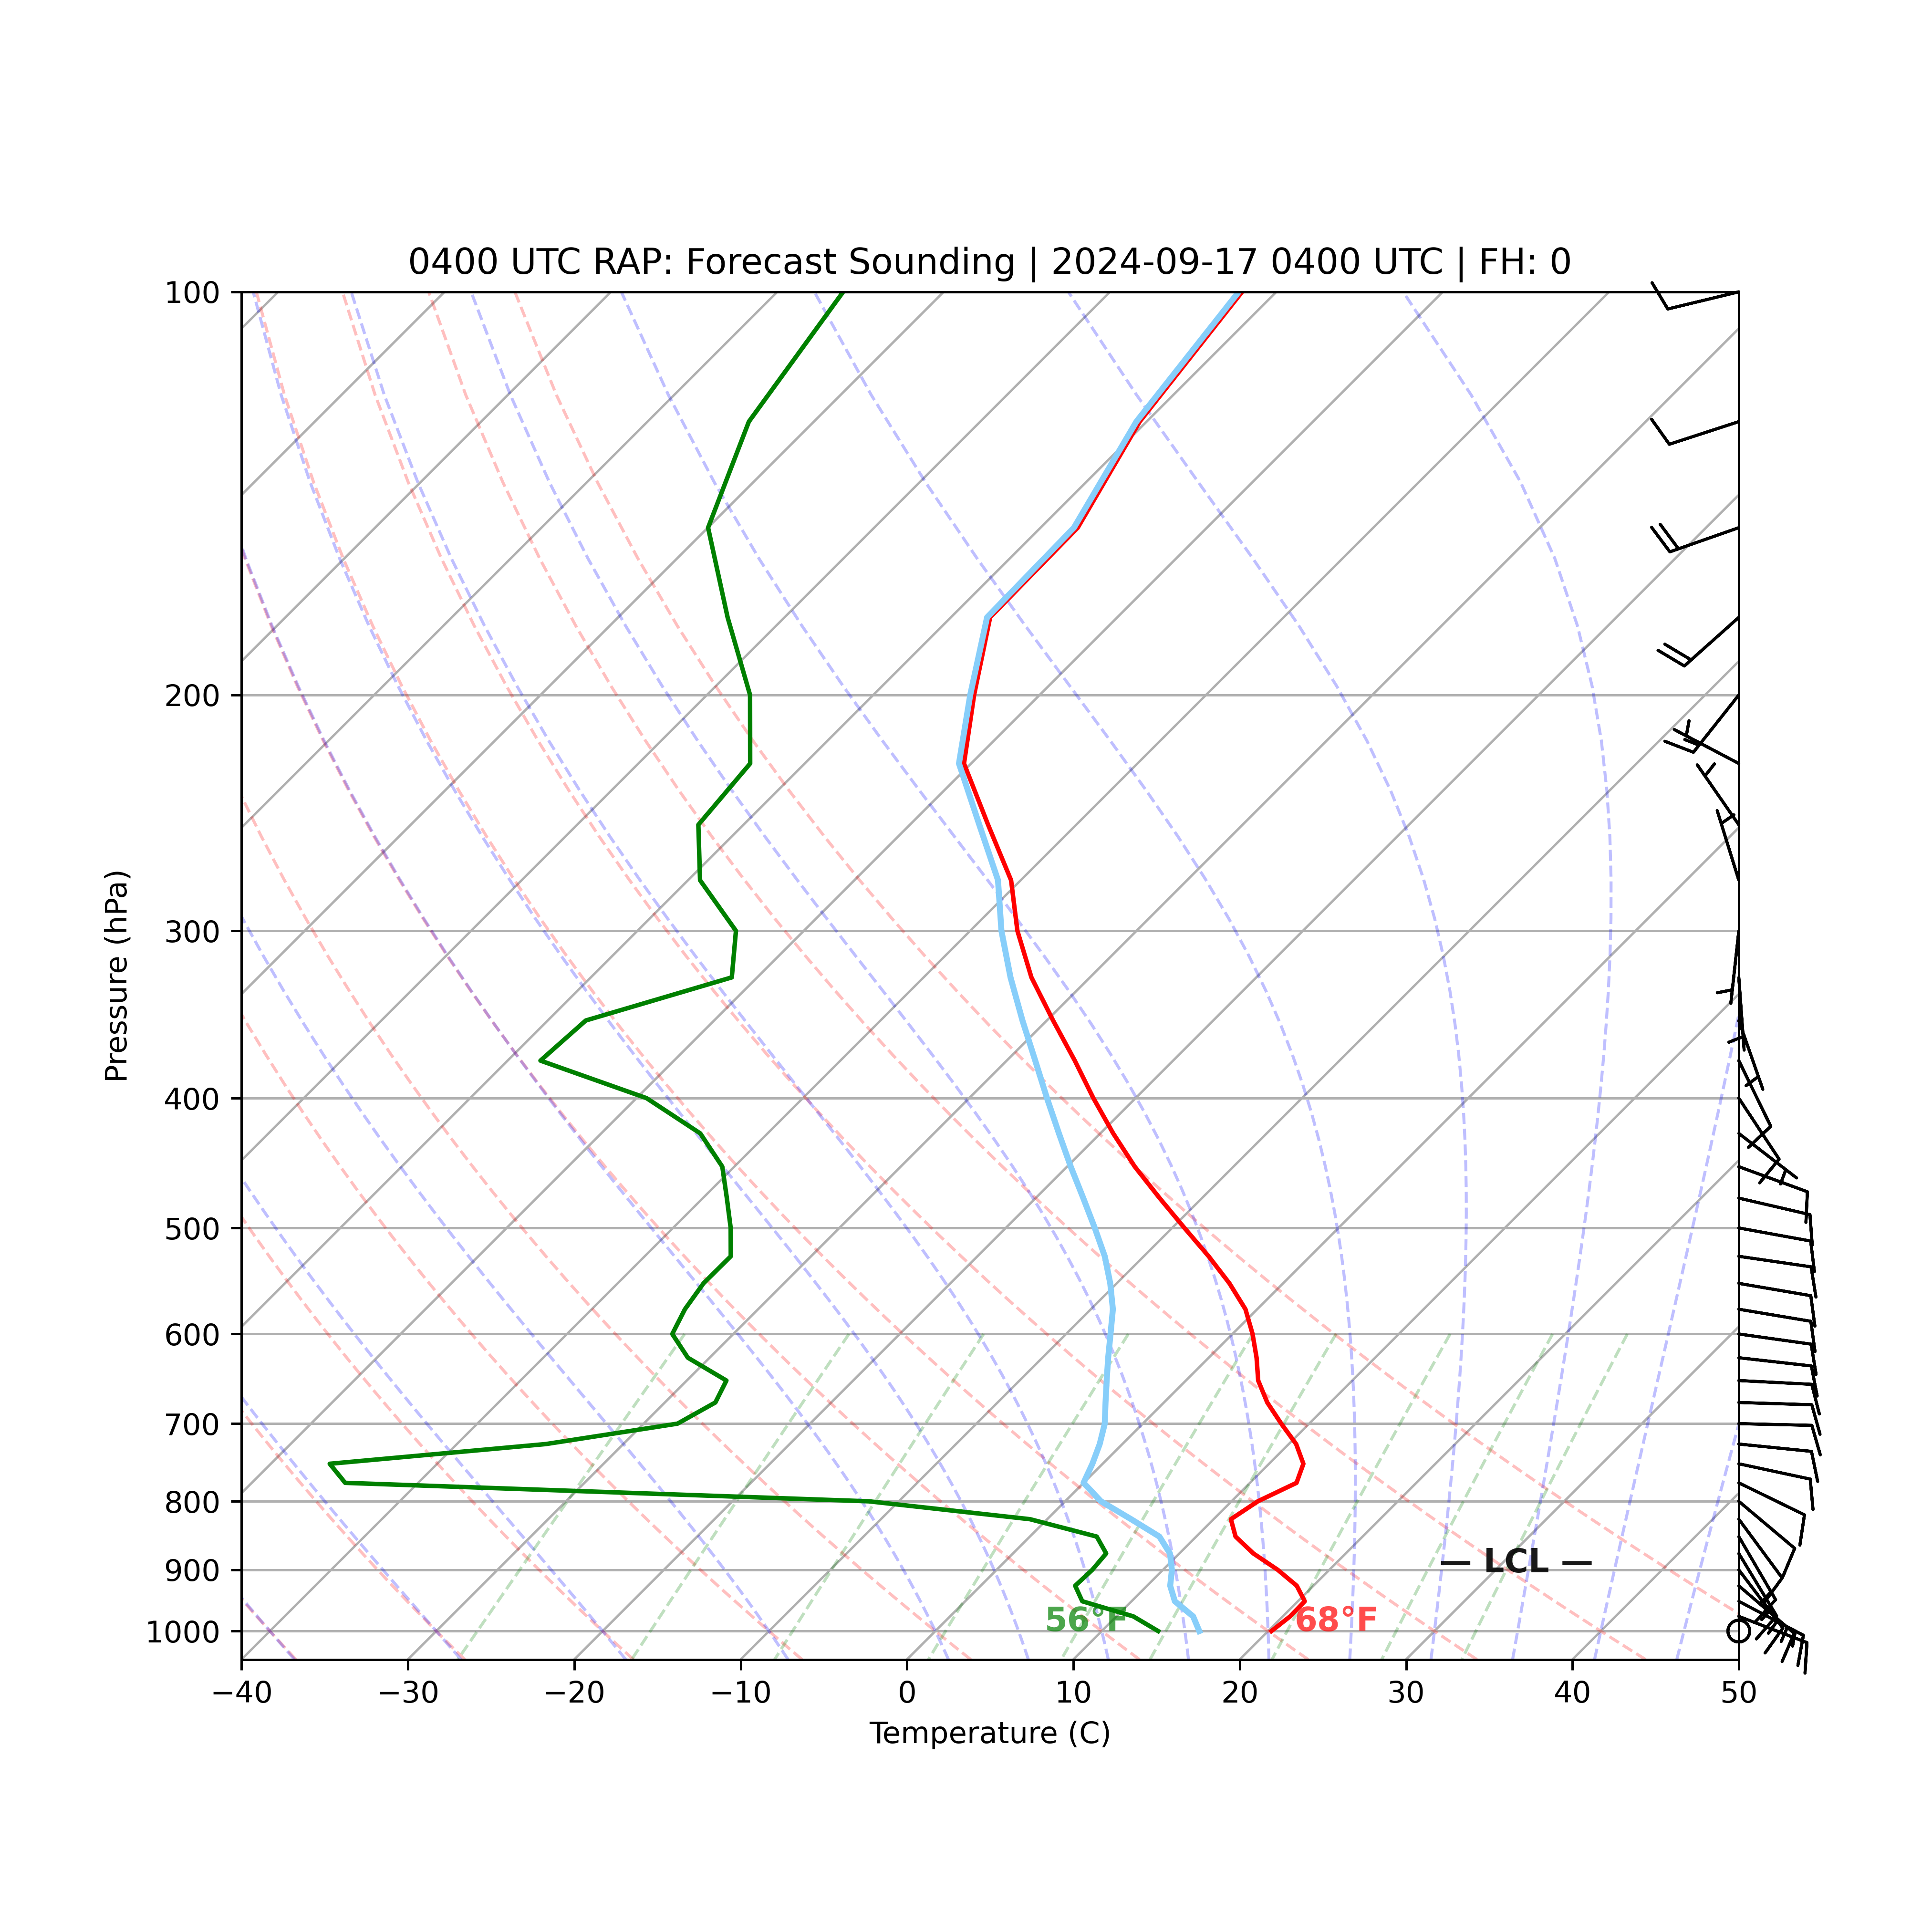 0400 UTC RAP: Forecast Sounding | 2024-09-17 0400 UTC | FH: 0
100
200
300
400
500
600
700
800
900
1000
Pressure (hPa)
— LCL —
56°F
68°F
−40 −30 −20 −10 0 10 20 30 40 50
Temperature (C)